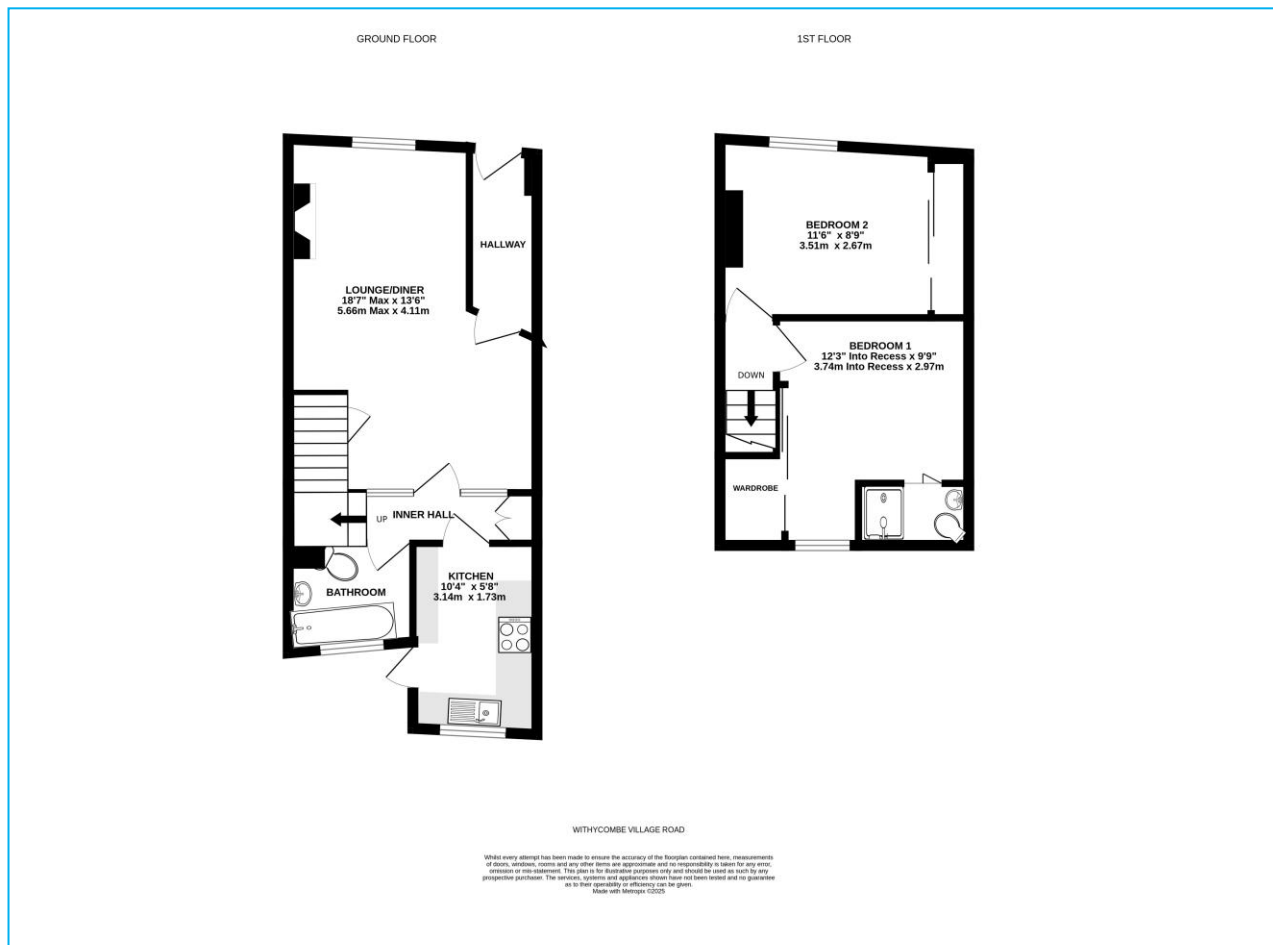 GROUND FLOOR
1ST FLOOR
HALLWAY
LOUNGE/DINER
18'7" Max x 13'6"
5.66m Max x 4.11m
UP
INNER HALL
BATHROOM
KITCHEN
10'4" x 5'8"
3.14m x 1.73m
BEDROOM 2
11'6" x 8'9"
3.51m x 2.67m
BEDROOM 1
12'3" Into Recess x 9'9"
3.74m Into Recess x 2.97m
DOWN
WARDROBE
WITHYCOMBE VILLAGE ROAD
Whilst every attempt has been made to ensure the accuracy of the floorplan contained here, measurements
of doors, windows, rooms and any other items are approximate and no responsibility is taken for any error,
omission or mis-statement. This plan is for illustrative purposes only and should be used as such by any
prospective purchaser. The services, systems and appliances shown have not been tested and no guarantee
as to their operability or efficiency can be given.
Made with Metropix ©2025